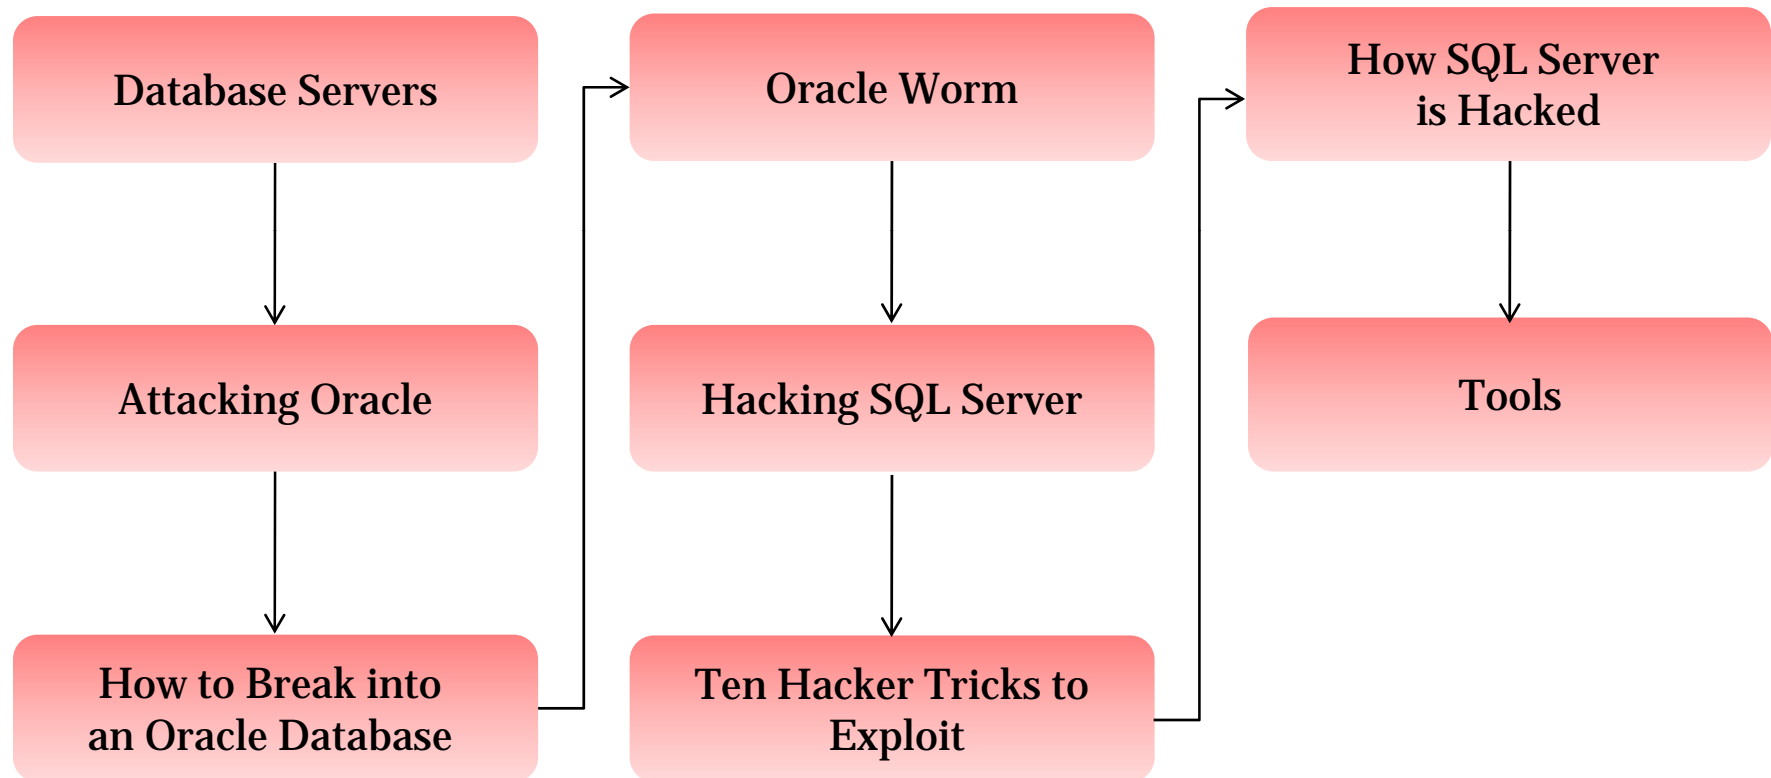 Database Servers
Attacking Oracle
How to Break into
an Oracle Database
Oracle Worm
Hacking SQL Server
Ten Hacker Tricks to
Exploit
How SQL Server
is Hacked
Tools